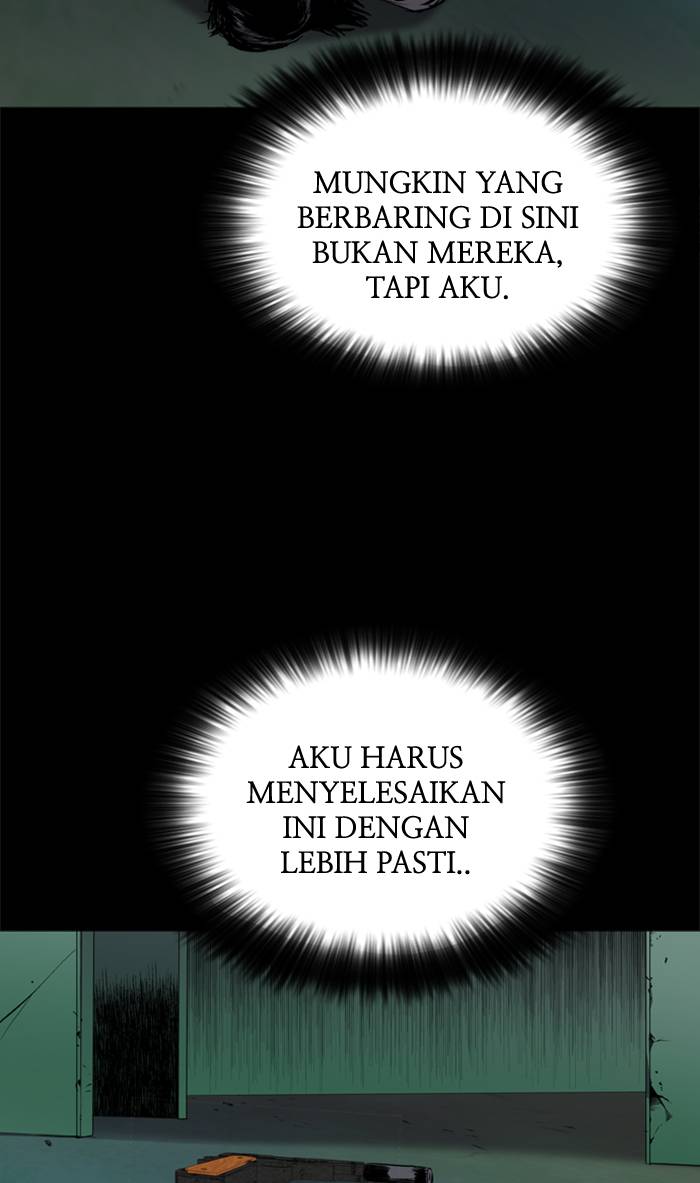 MUNGKIN YANG
BERBARING DI SINI
BUKAN MEREKA,
TAPI AKU.
AKU HARUS
MENYELESAIKAN
INI DENGAN
LEBIH PASTI..